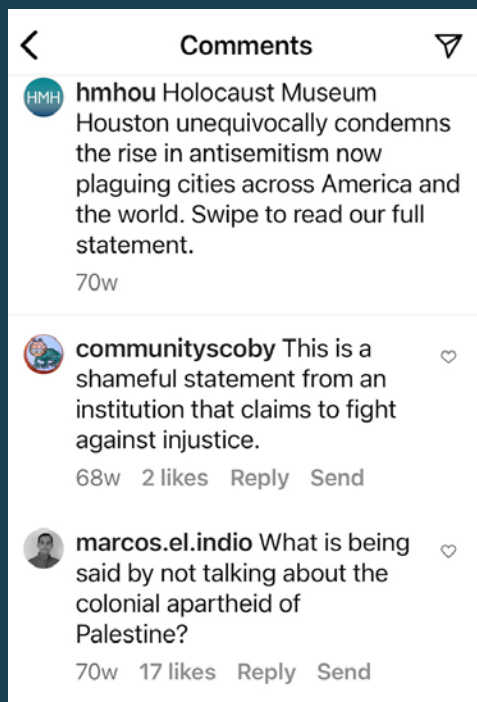 Comments
HMH hmhou Holocaust Museum
Houston unequivocally condemns
the rise in antisemitism now
plaguing cities across America and
the world. Swipe to read our full
statement.
70w
communityscoby This is a
shameful statement from an
institution that claims to fight
against injustice.
68w 2 likes Reply Send
marcos.el.indio What is being
said by not talking about the
colonial apartheid of
Palestine?
70w 17 likes Reply Send